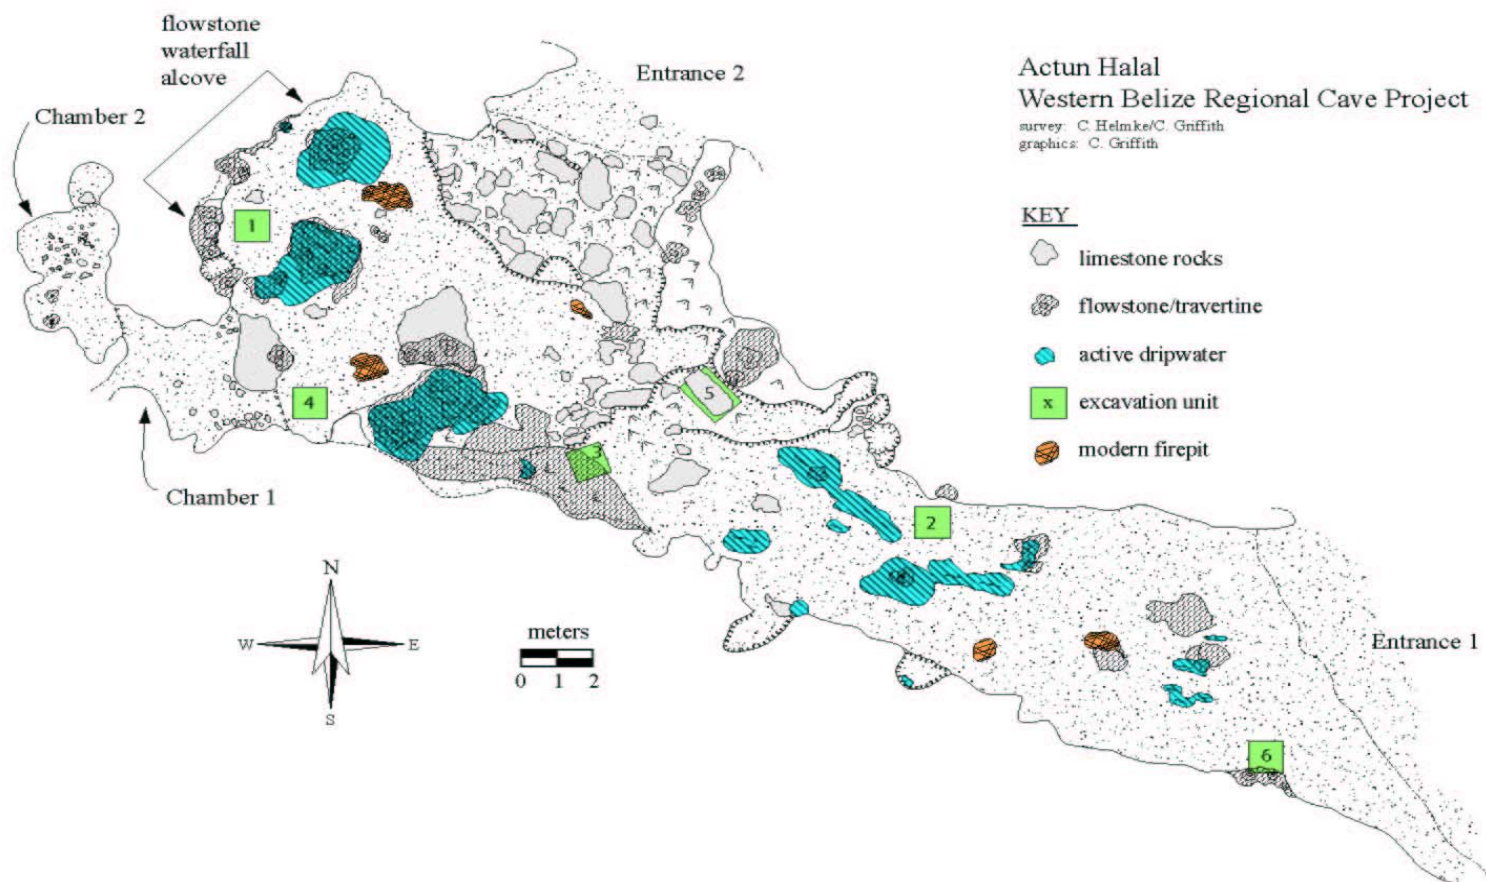 flowstone
waterfall
alcove
Chamber 2
Entrance 2
Actun Halal
Western Belize Regional Cave Project
survey: C. Helmke/C. Griffith
graphics: C. Griffith
KEY
limestone rocks
flowstone/travertine
active dripwater
x excavation unit
modern firepit
1
4
5
3
2
6
Chamber 1
Entrance 1
N
W E
S
meters
0 1 2